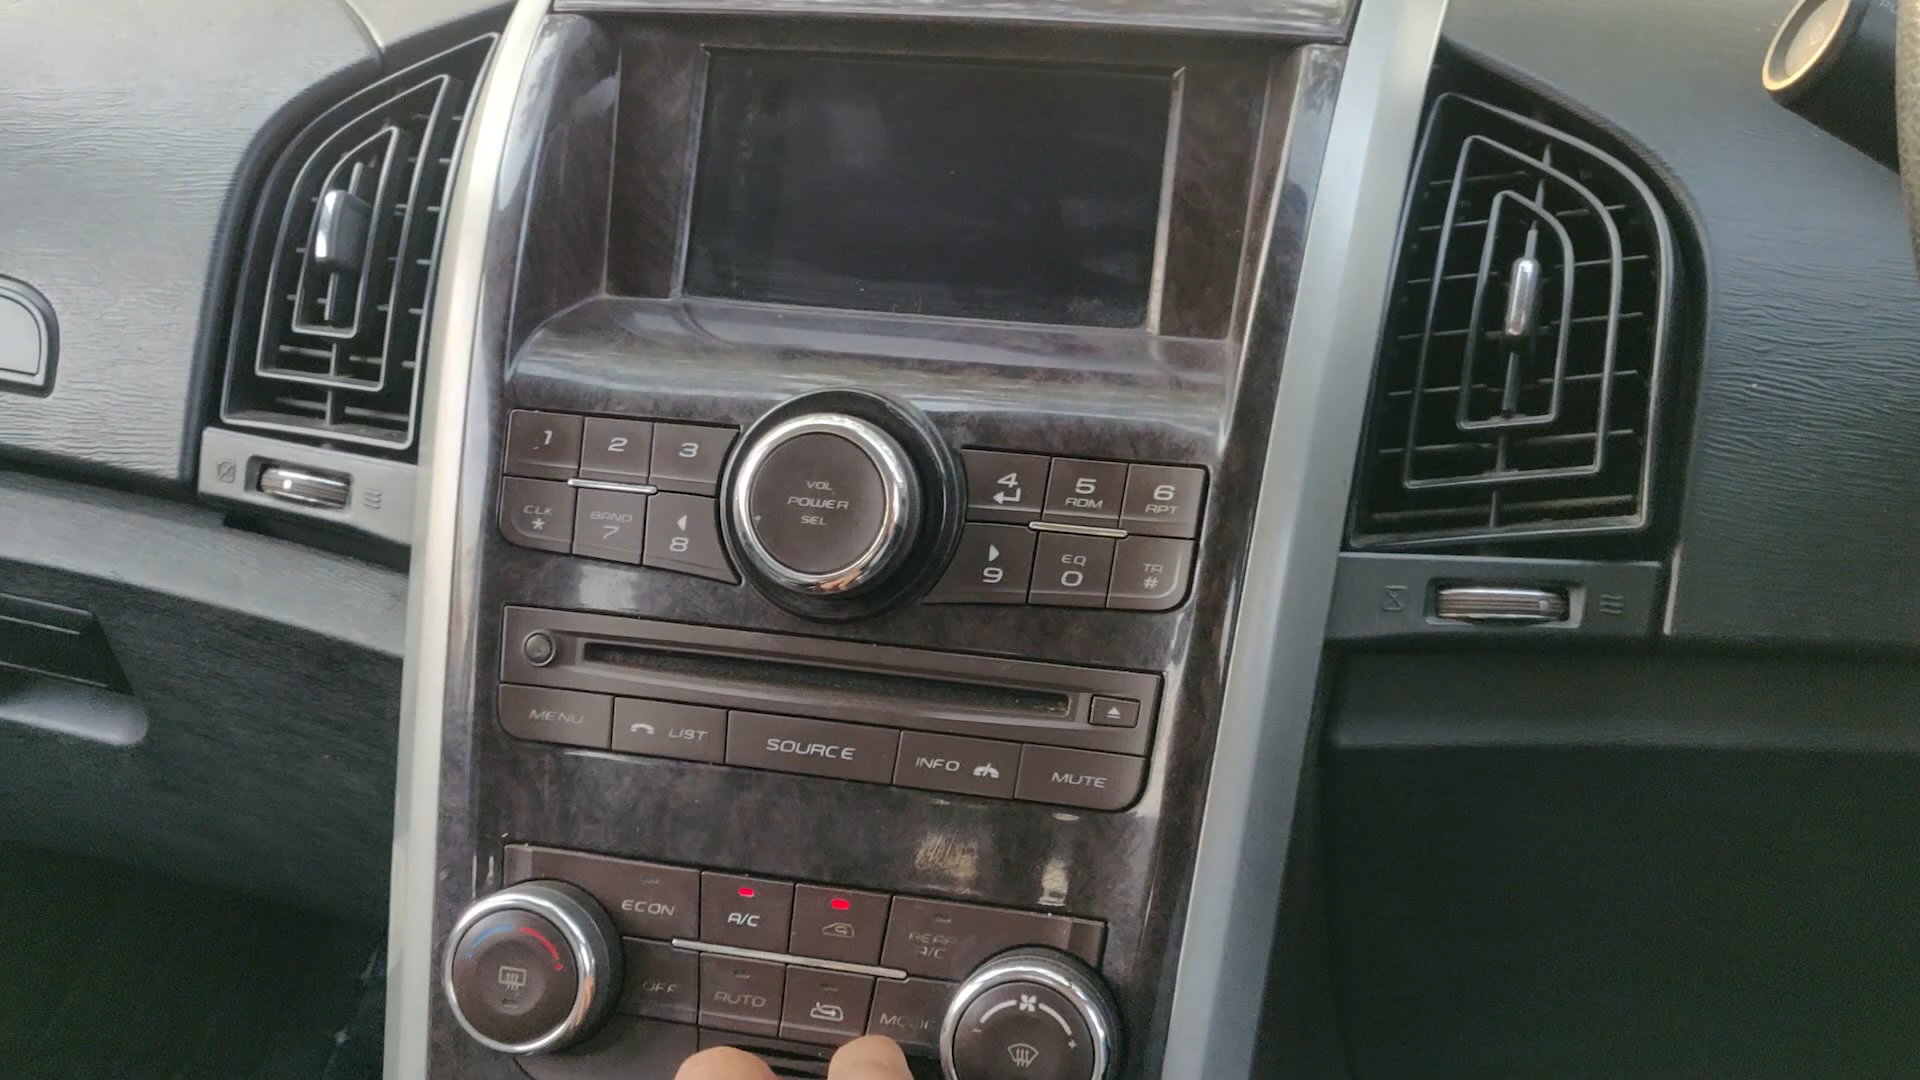 1 2 3
CLK * BAND 7 8
VOL
POWER
SEL
4 5 RDM 6 RPT
9 EQ 0 TA #
MENU LIST SOURCE INFO MUTE
ECON A/C REAR A/C
OFF AUTO MODE
- +